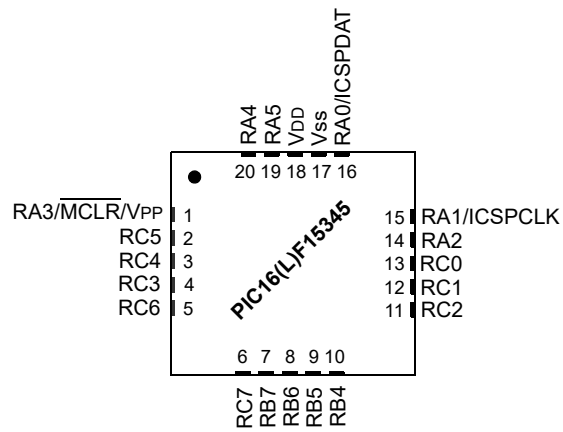 RA4
RA5
VDD
Vss
RA0/ICSPDAT
20 19 18 17 16
RA3/MCLR/VPP 1
RC5 2
RC4 3
RC3 4
RC6 5
PIC16(L)F15345
15 RA1/ICSPCLK
14 RA2
13 RC0
12 RC1
11 RC2
6 7 8 9 10
RC7
RB7
RB6
RB5
RB4